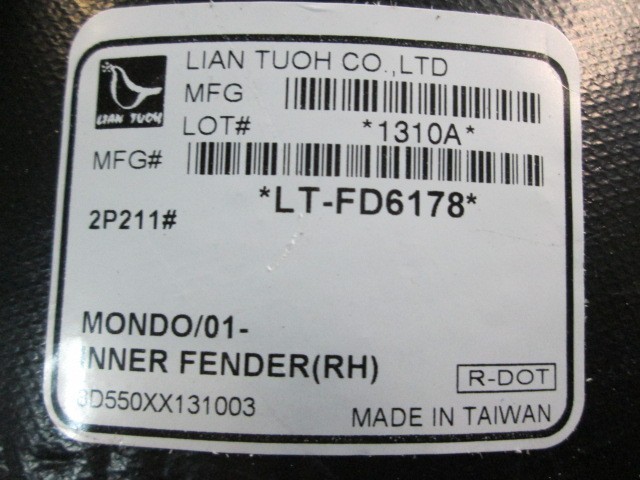 LIAN TUOH CO.,LTD
LIAN TUOH
MFG
LOT#
*1310A*
MFG#
*LT-FD6178*
2P211#
MONDO/01-
INNER FENDER(RH)
R-DOT
6D550XX131003
MADE IN TAIWAN